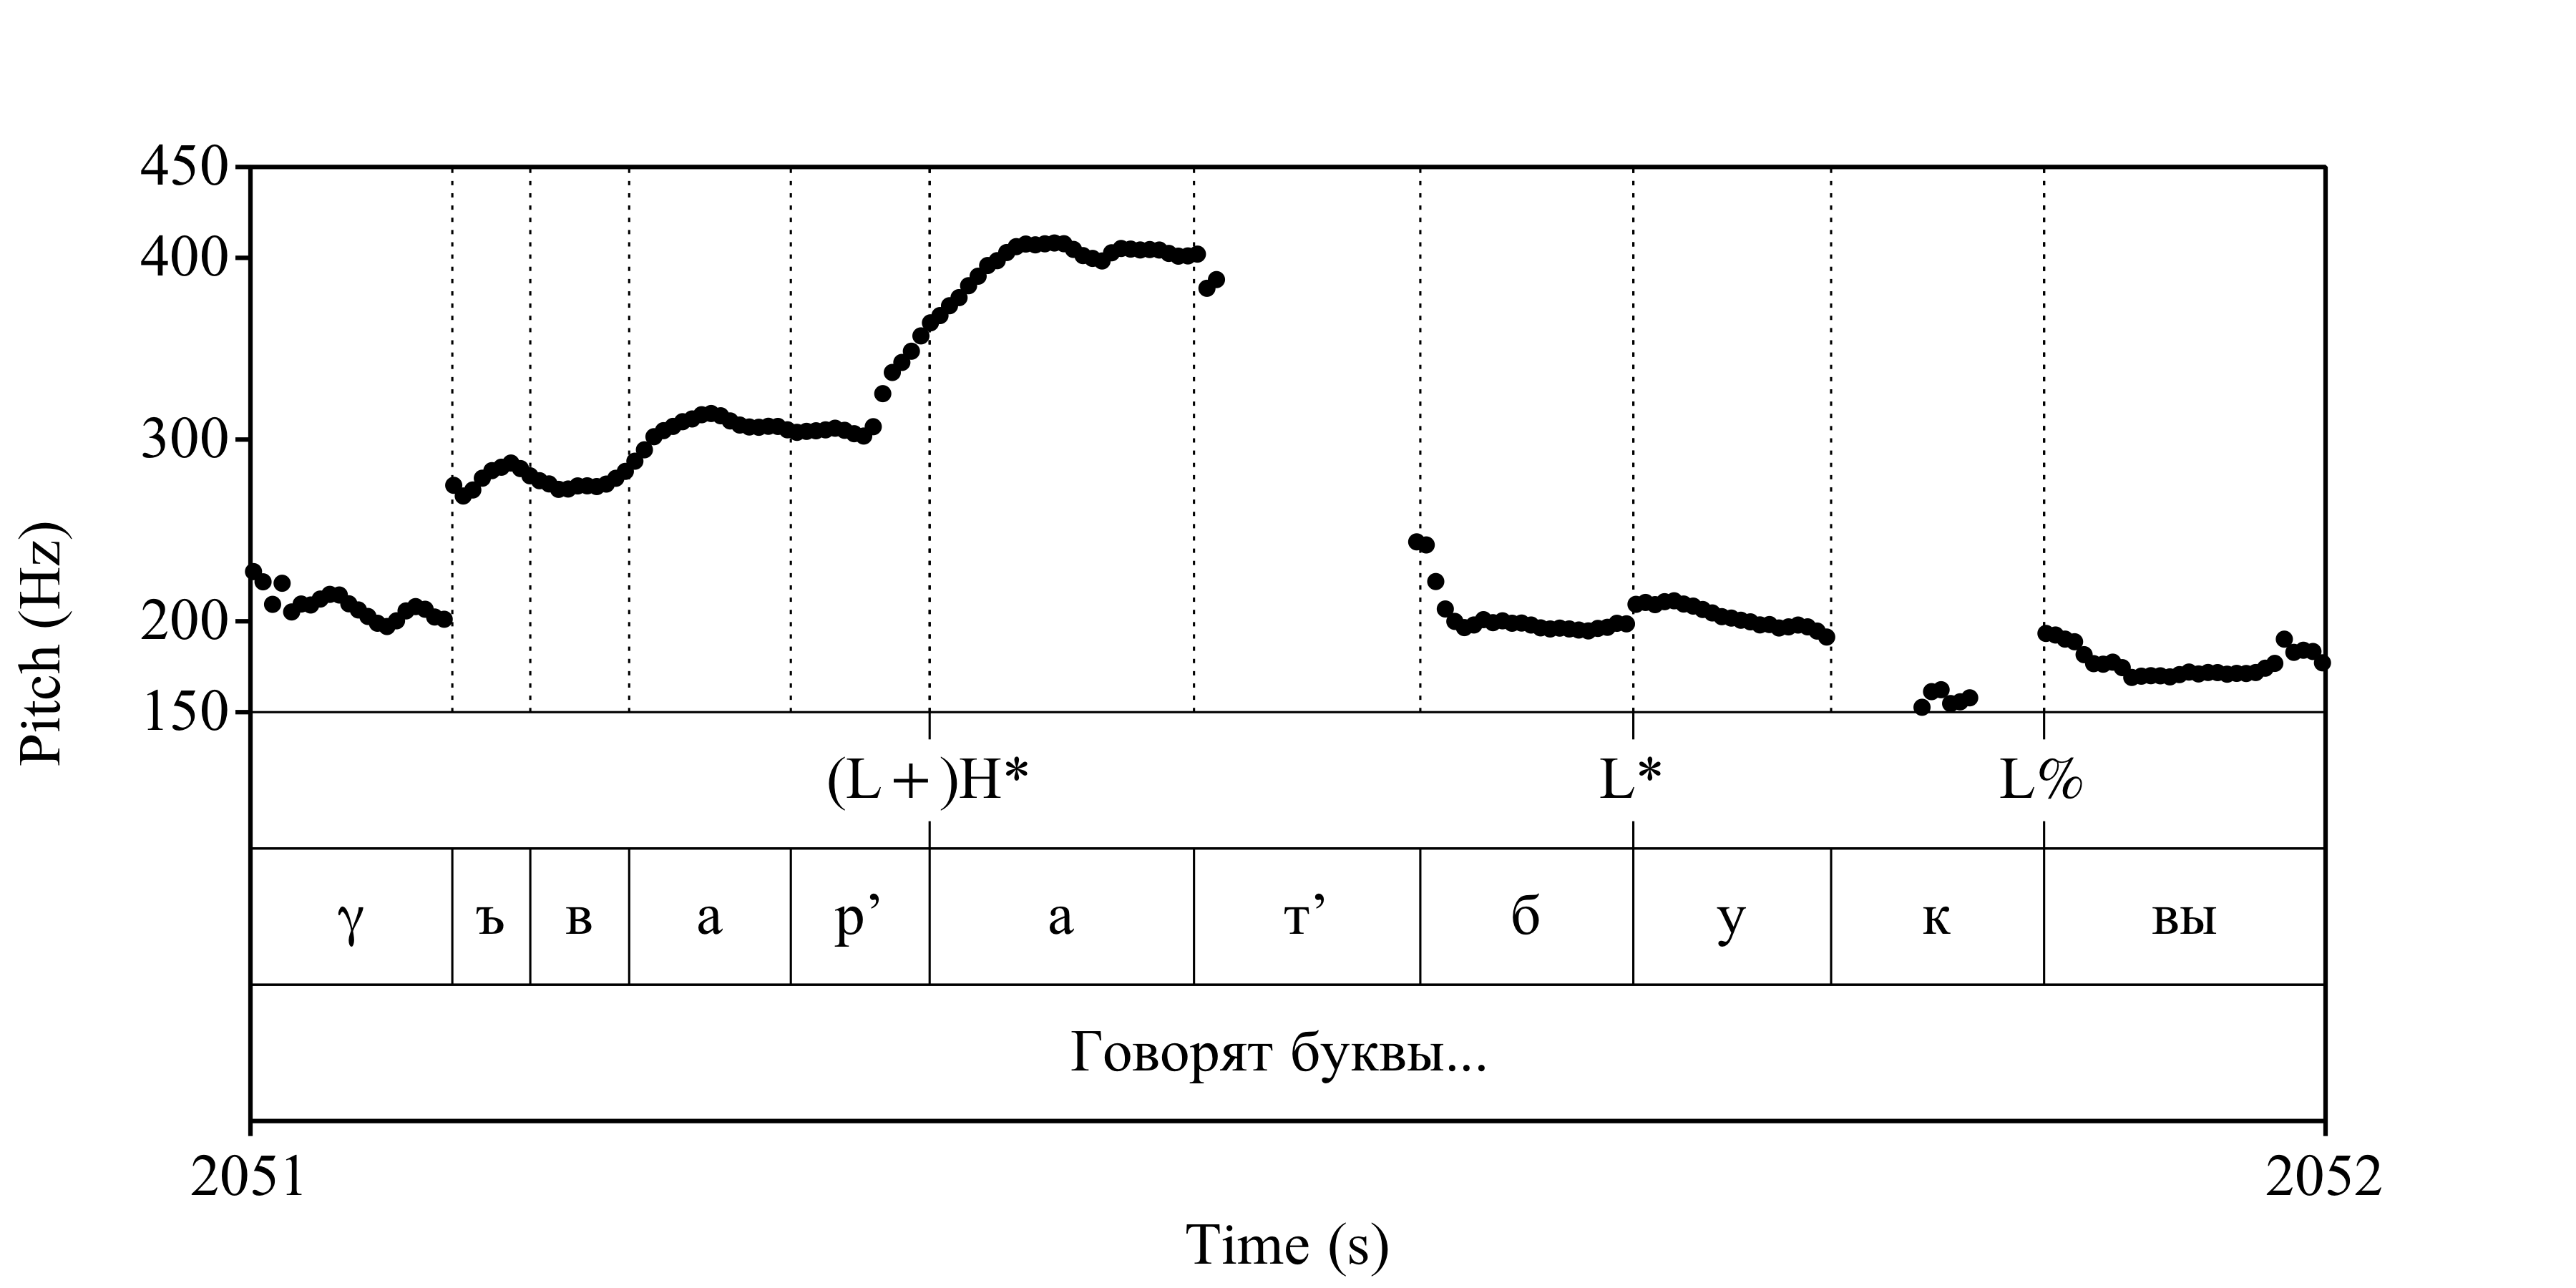 450
400
300
200
150
Pitch (Hz)
(L+)H* L* L%
γ ъ в а р’ а т’ б у к вы
Говорят буквы...
2051 2052
Time (s)